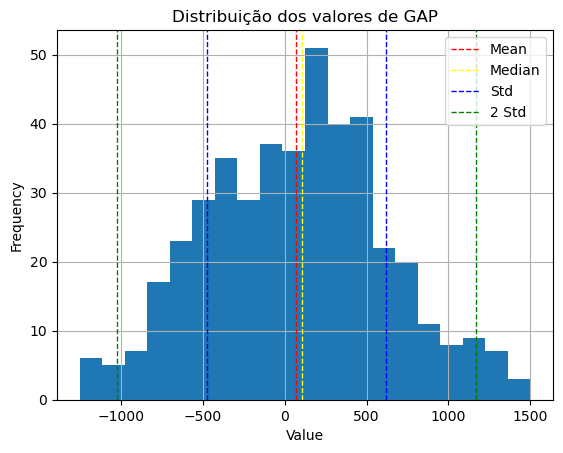 Distribuição dos valores de GAP
Mean
Median
Std
2 Std
50
40
30
20
10
0
Frequency
−1000
−500
0
500
1000
1500
Value